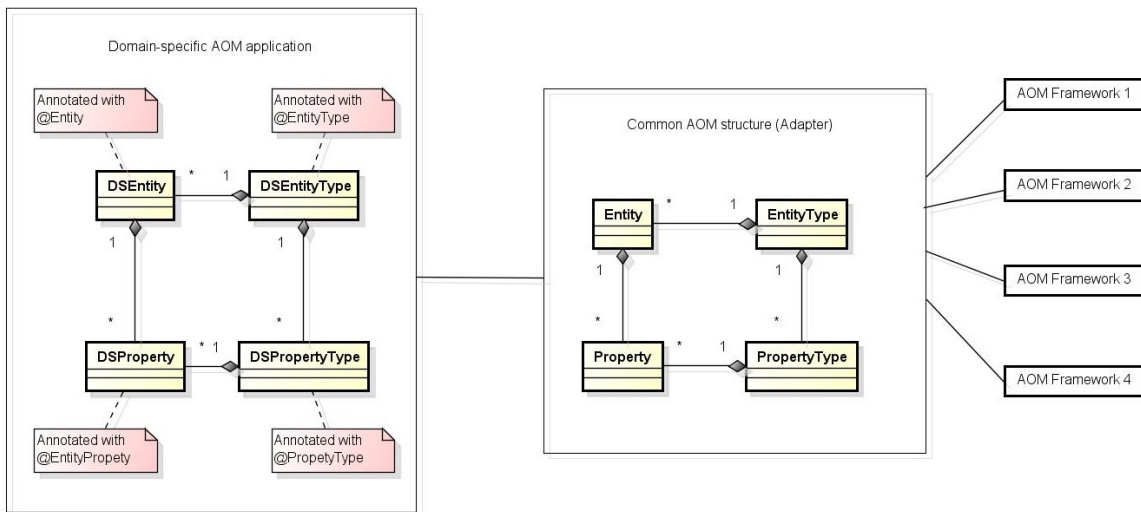 Domain-specific AOM application
Annotated with
@Entity
Annotated with
@EntityType
DSEntity
* 1
DSEntityType
1
1
*
*
DSProperty
* 1
DSPropertyType
Annotated with
@EntityPropety
Annotated with
@PropetyType
Common AOM structure (Adapter)
Entity
* 1
EntityType
1
1
*
*
Property
* 1
PropertyType
AOM Framework 1
AOM Framework 2
AOM Framework 3
AOM Framework 4